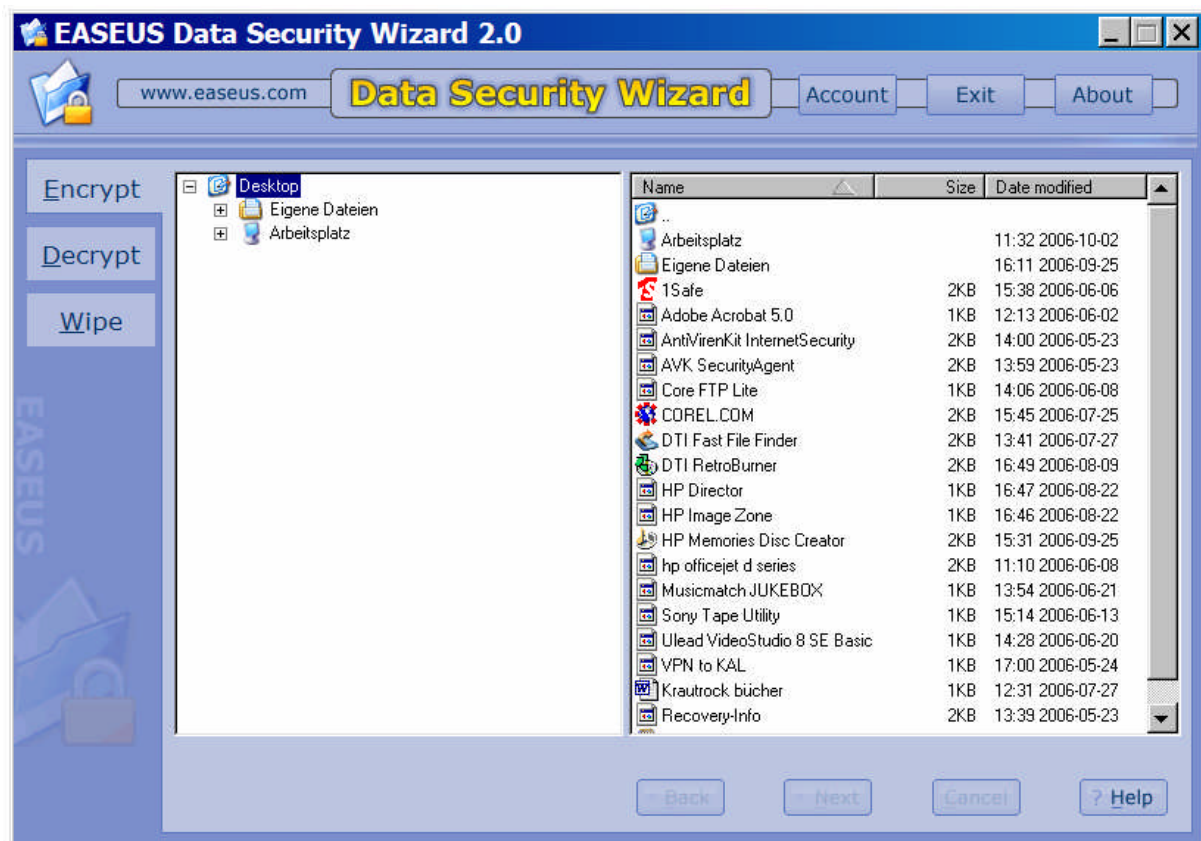 EASEUS Data Security Wizard 2.0
www.easeus.com Data Security Wizard Account Exit About
Encrypt
Decrypt
Wipe
EASEUS
Desktop
Eigene Dateien
Arbeitsplatz
Name Size Date modified
..
Arbeitsplatz 11:32 2006-10-02
Eigene Dateien 16:11 2006-09-25
1Safe 2KB 15:38 2006-06-06
Adobe Acrobat 5.0 1KB 12:13 2006-06-02
AntiVirenKit InternetSecurity 2KB 14:00 2006-05-23
AVK SecurityAgent 2KB 13:59 2006-05-23
Core FTP Lite 1KB 14:06 2006-06-08
COREL.COM 2KB 15:45 2006-07-25
DTI Fast File Finder 2KB 13:41 2006-07-27
DTI RetroBurner 2KB 16:49 2006-08-09
HP Director 1KB 16:47 2006-08-22
HP Image Zone 1KB 16:46 2006-08-22
HP Memories Disc Creator 2KB 15:31 2006-09-25
hp officejet d series 2KB 11:10 2006-06-08
Musicmatch JUKEBOX 1KB 13:54 2006-06-21
Sony Tape Utility 1KB 15:14 2006-06-13
Ulead VideoStudio 8 SE Basic 1KB 14:28 2006-06-20
VPN to KAL 1KB 17:00 2006-05-24
Krautrock bücher 1KB 12:31 2006-07-27
Recovery-Info 2KB 13:39 2006-05-23
Back Next Cancel ? Help